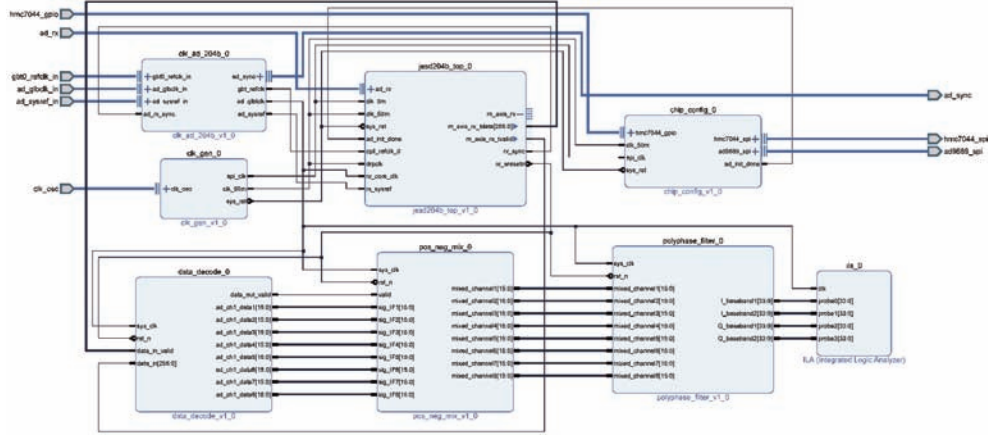 hmc7044_gpio
ad_rx
gbt0_refclk_in
ad_glbclk_in
ad_sysref_in
clk_osc
clk_ad_204b_0
gbt0_refclk_in
ad_glbclk_in
ad_sysref_in
ad_rx_sync
ad_sync
gbt_refclk
ad_glbclk
ad_sysref
clk_ad_204b_v1_0
clk_gen_0
clk_osc
spi_clk
clk_50m
sys_rst
clk_gen_v1_0
jesd204b_top_0
ad_rx
clk_50m
sys_rst
ad_init_done
drpclk
rx_core_clk
rx_sysref
m_axis_rx
m_axis_rx_tvalid
rx_sync
rx_aresetn
jesd204b_top_v1_0
chip_config_0
hmc7044_gpio
clk_50m
spi_clk
sys_rst
hmc7044_spi
ad9689_spi
ad_init_done
chip_config_v1_0
ad_sync
hmc7044_spi
ad9689_spi
data_decode_0
sys_clk
rst_n
data_in_valid
data_out_valid
ad_ch1_data1[15:0]
ad_ch1_data2[15:0]
ad_ch1_data3[15:0]
ad_ch1_data4[15:0]
ad_ch1_data5[15:0]
ad_ch1_data6[15:0]
ad_ch1_data7[15:0]
ad_ch1_data8[15:0]
data_decode_v1_0
pos_neg_mix_0
sys_clk
rst_n
valid
sig_IF1[15:0]
sig_IF2[15:0]
sig_IF3[15:0]
sig_IF4[15:0]
sig_IF5[15:0]
sig_IF6[15:0]
sig_IF7[15:0]
sig_IF8[15:0]
mixed_channel1[15:0]
mixed_channel2[15:0]
mixed_channel3[15:0]
mixed_channel4[15:0]
mixed_channel5[15:0]
mixed_channel6[15:0]
mixed_channel7[15:0]
mixed_channel8[15:0]
pos_neg_mix_v1_0
polyphase_filter_0
sys_clk
rst_n
mixed_channel1[15:0]
mixed_channel2[15:0]
mixed_channel3[15:0]
mixed_channel4[15:0]
mixed_channel5[15:0]
mixed_channel6[15:0]
mixed_channel7[15:0]
mixed_channel8[15:0]
I_baseband1[33:0]
I_baseband2[33:0]
Q_baseband1[33:0]
Q_baseband2[33:0]
polyphase_filter_v1_0
ila_0
clk
probe0[33:0]
probe1[33:0]
probe2[33:0]
probe3[33:0]
ILA (Integrated Logic Analyzer)